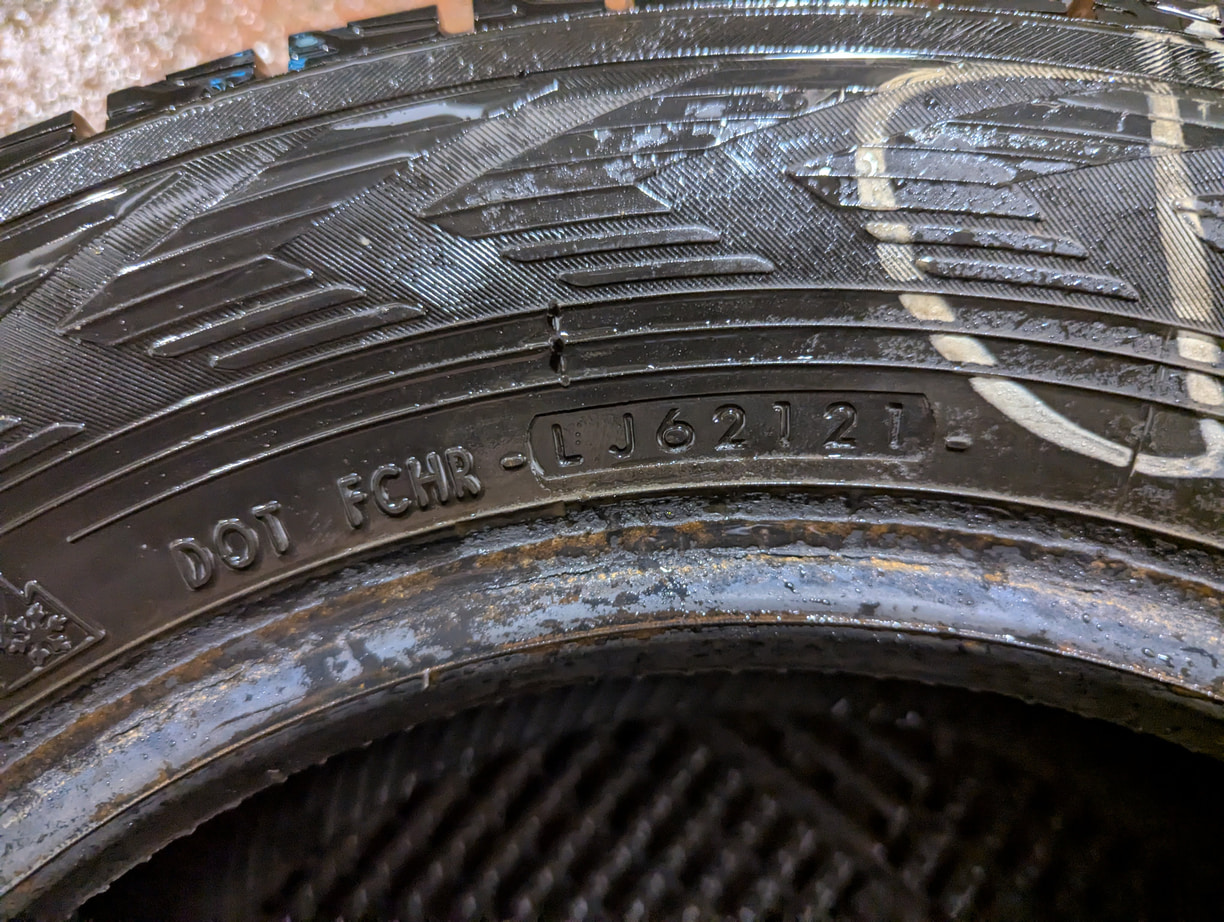 DOT FCHR - LJ62121 -